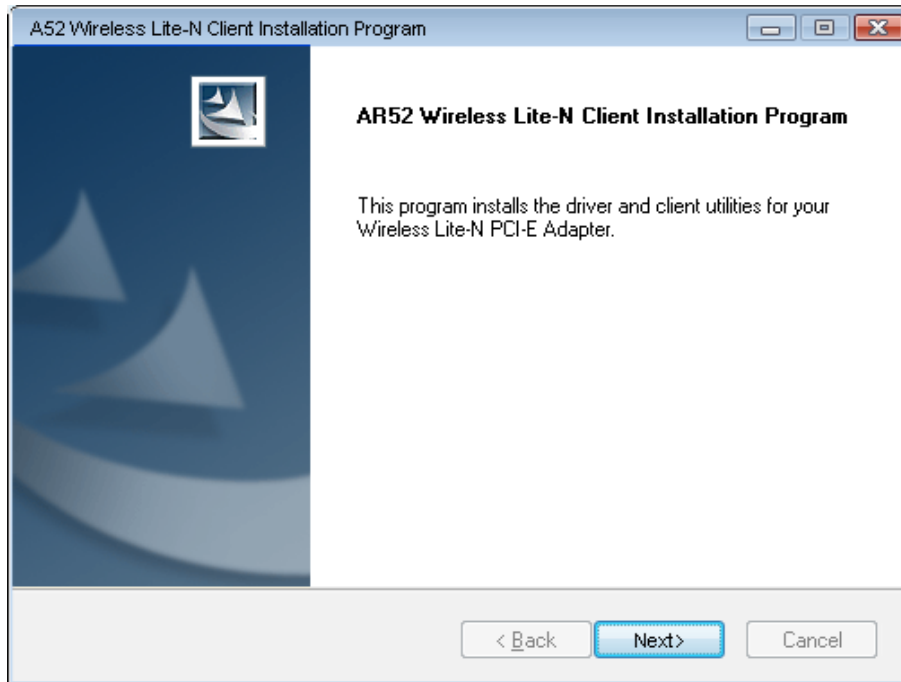 A52 Wireless Lite-N Client Installation Program
AR52 Wireless Lite-N Client Installation Program
This program installs the driver and client utilities for your
Wireless Lite-N PCI-E Adapter.
< Back
Next>
Cancel